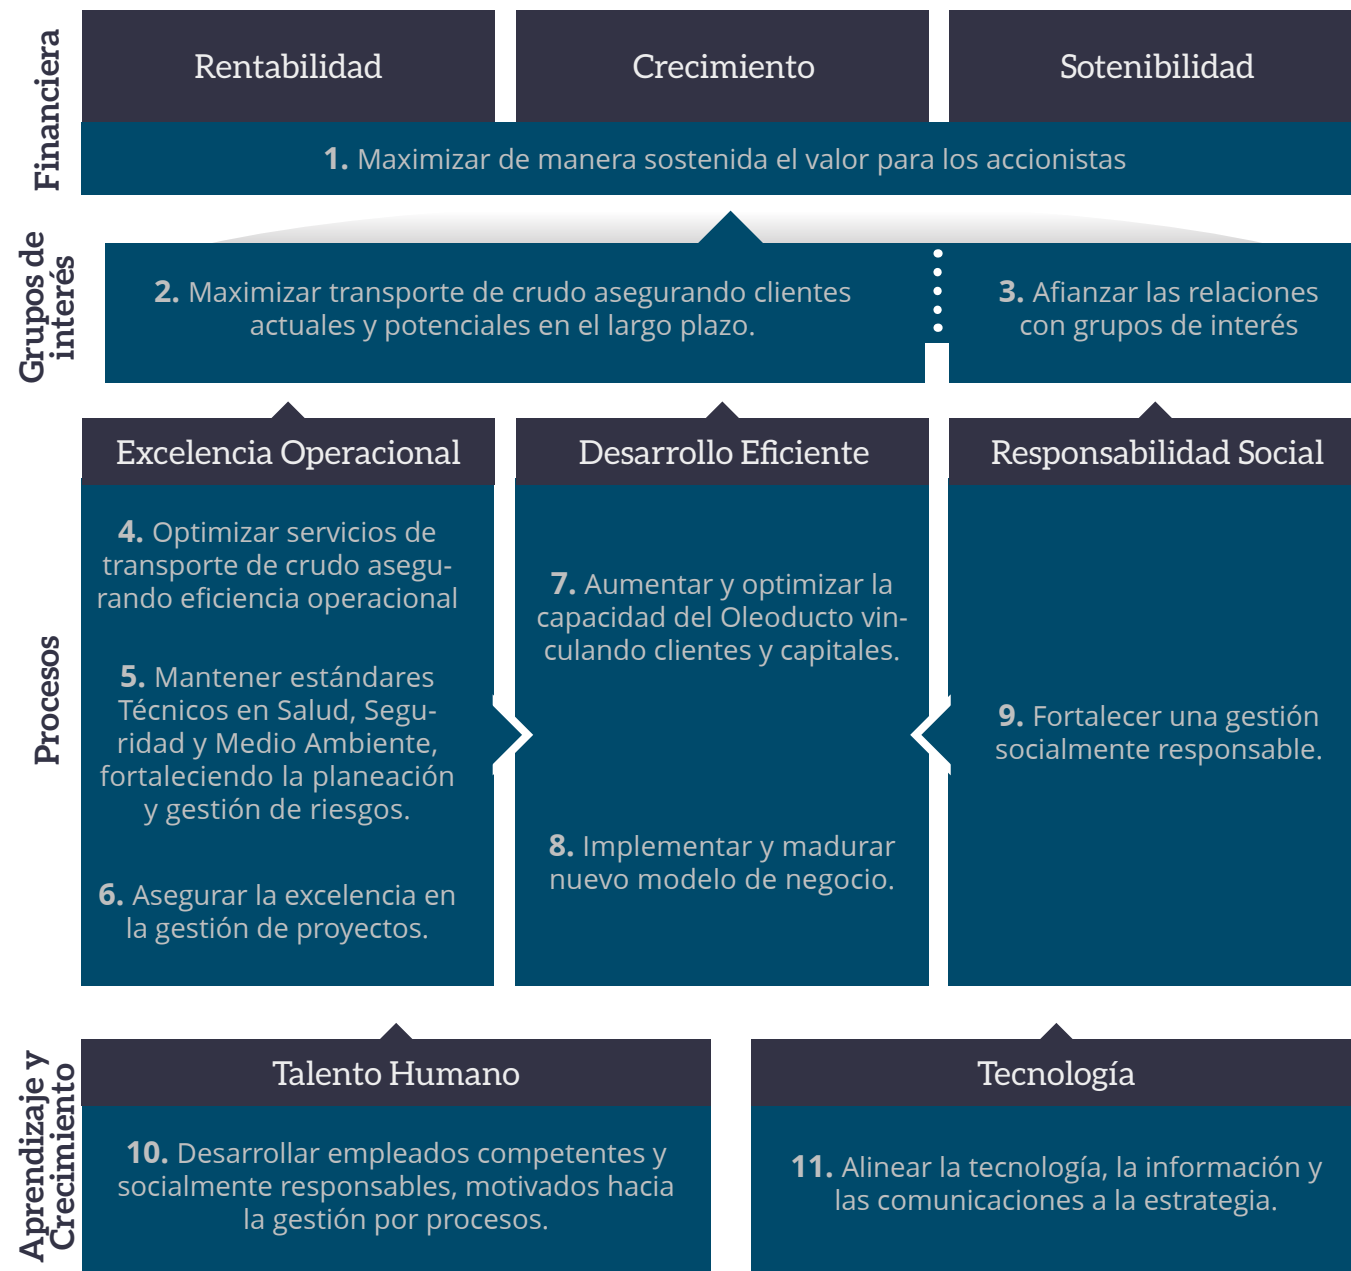 Financiera
Rentabilidad
Crecimiento
Sotenibilidad
1. Maximizar de manera sostenida el valor para los accionistas
Grupos de
interés
2. Maximizar transporte de crudo asegurando clientes
actuales y potenciales en el largo plazo.
3. Afianzar las relaciones
con grupos de interés
Procesos
Excelencia Operacional
4. Optimizar servicios de
transporte de crudo asegu-
rando eficiencia operacional
5. Mantener estándares
Técnicos en Salud, Segu-
ridad y Medio Ambiente,
fortaleciendo la planeación
y gestión de riesgos.
6. Asegurar la excelencia en
la gestión de proyectos.
Desarrollo Eficiente
7. Aumentar y optimizar la
capacidad del Oleoducto vin-
culando clientes y capitales.
8. Implementar y madurar
nuevo modelo de negocio.
Responsabilidad Social
9. Fortalecer una gestión
socialmente responsable.
Aprendizaje y
Crecimiento
Talento Humano
10. Desarrollar empleados competentes y
socialmente responsables, motivados hacia
la gestión por procesos.
Tecnología
11. Alinear la tecnología, la información y
las comunicaciones a la estrategia.